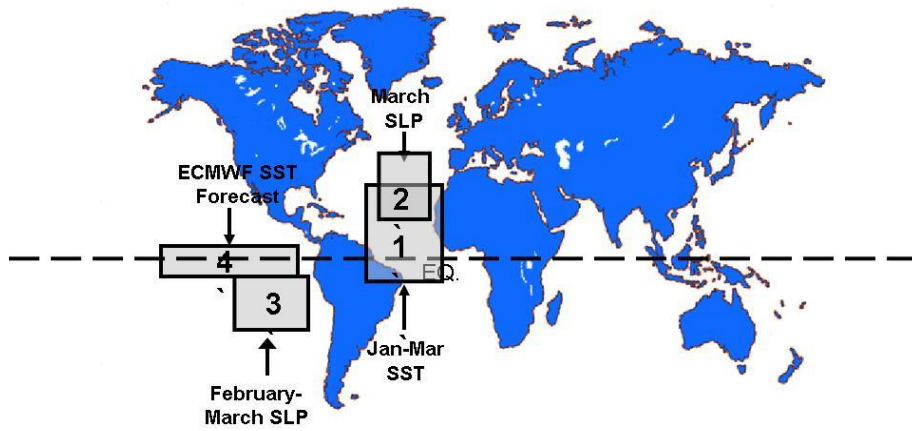 March
SLP
ECMWF SST
Forecast
2
1
4
EQ.
3
Jan-Mar
SST
February-
March SLP